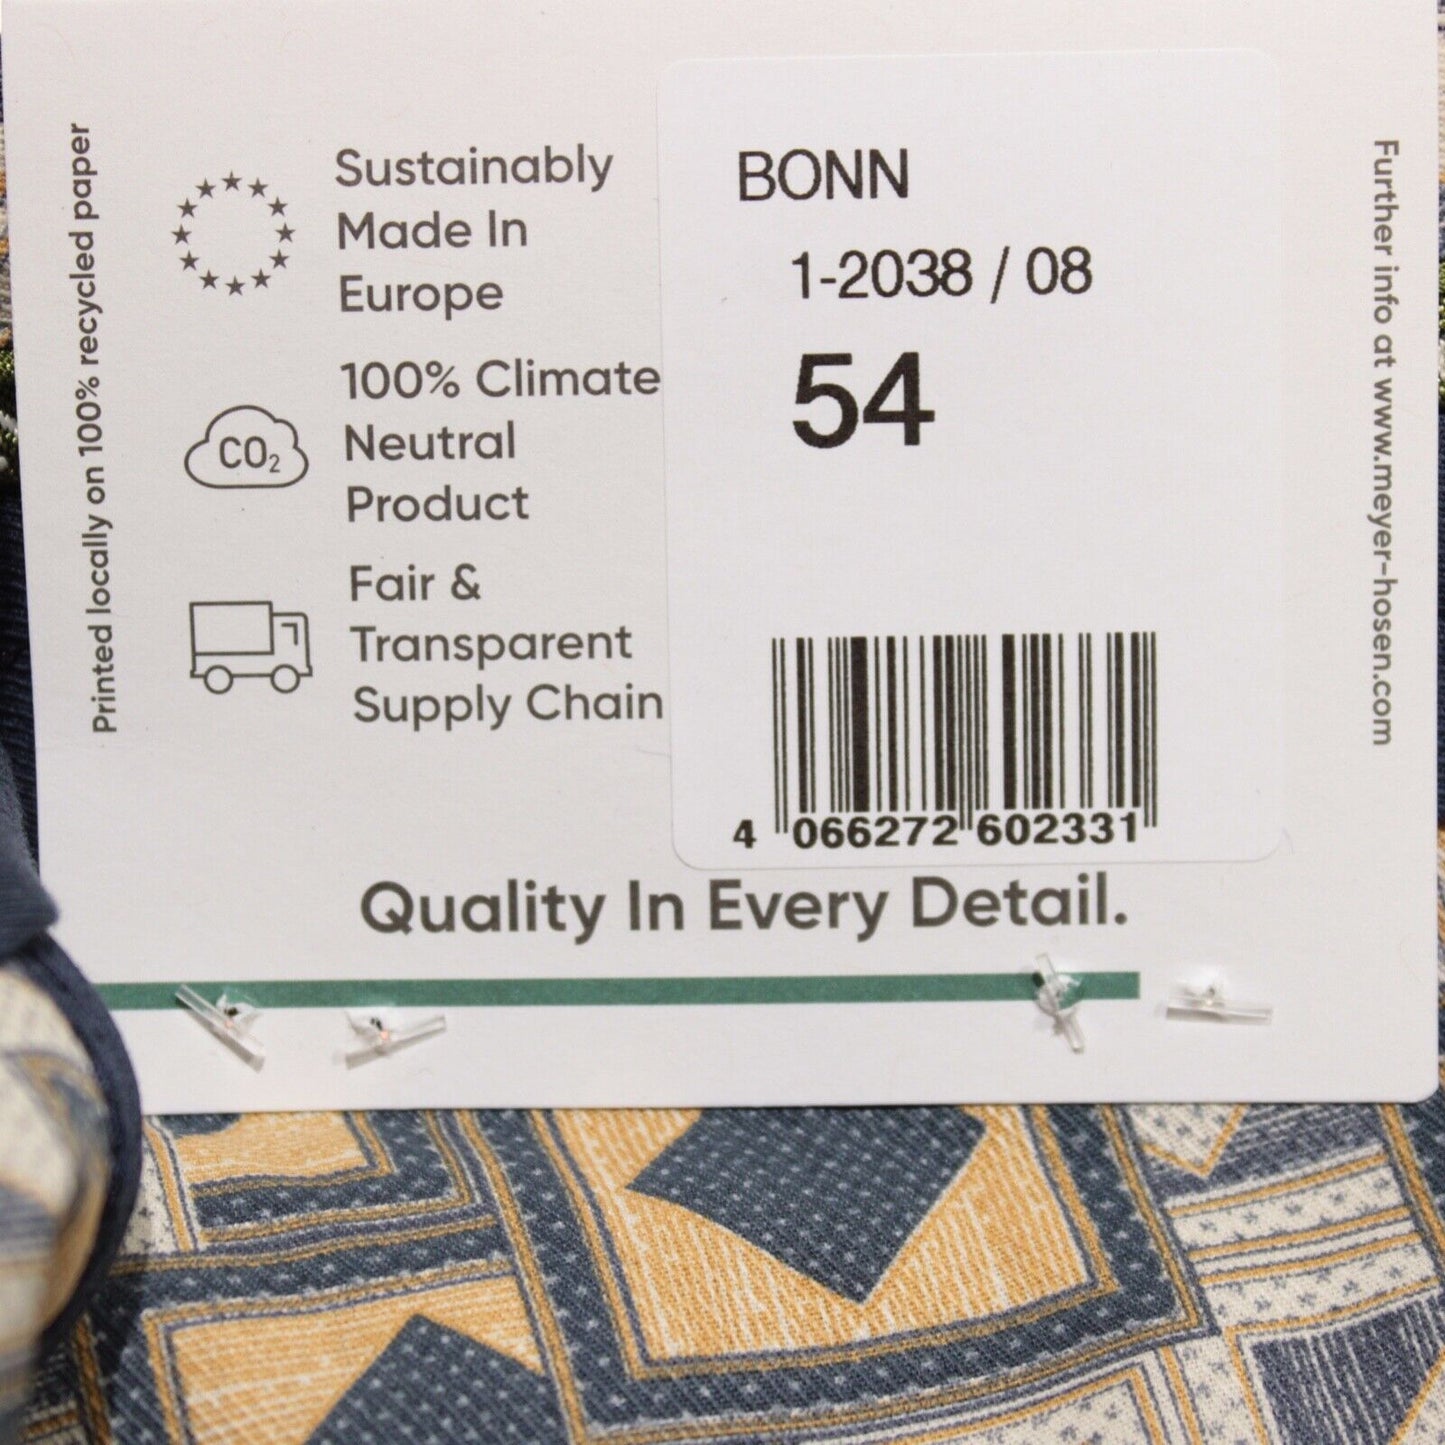 Printed locally on 100% recycled paper
Sustainably
Made In
Europe
CO₂
100% Climate
Neutral
Product
Fair &
Transparent
Supply Chain
BONN
1-2038 / 08
54
4 066272 602331
Quality In Every Detail.
Further info at www.meyer-hosen.com